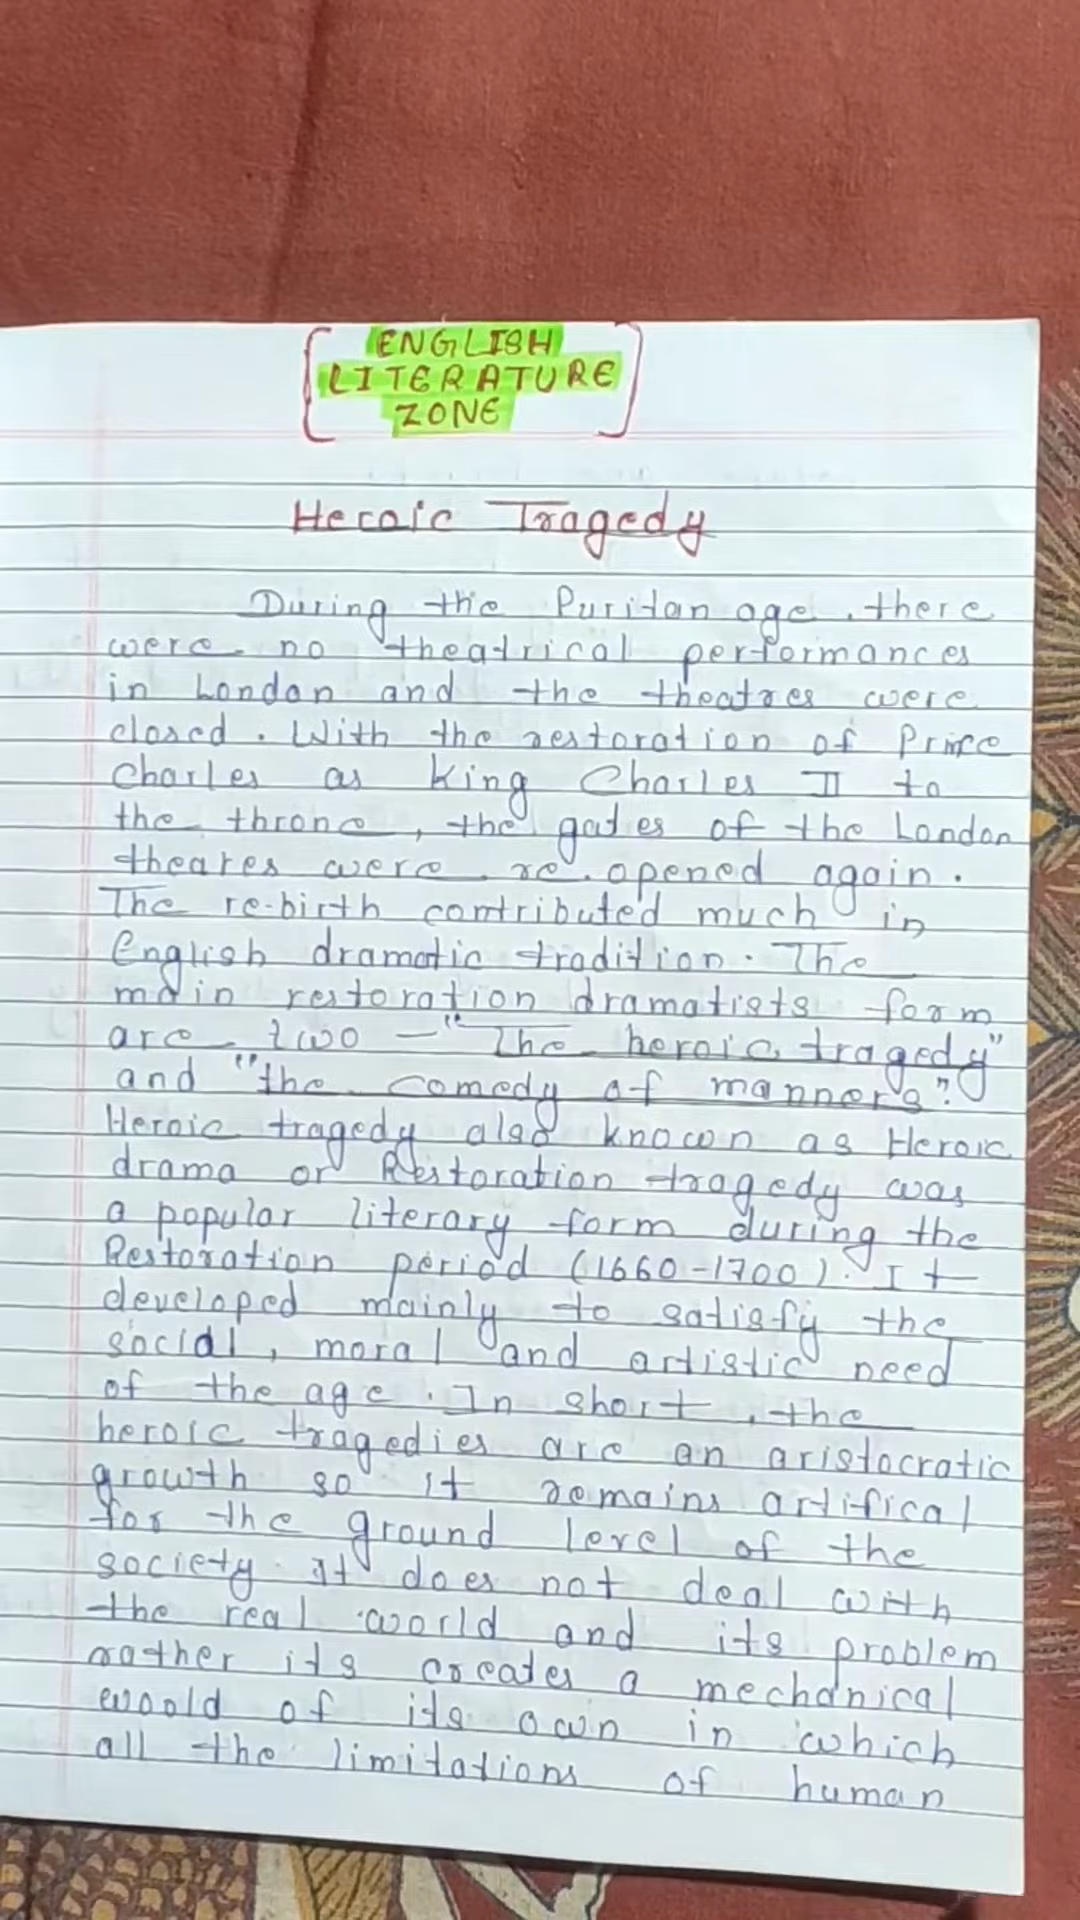 ENGLISH
LITERATURE
ZONE
Heroic Tragedy
During the Puritan age, there
were no theatrical performances
in London and the theatres were
closed. With the restoration of Prince
Charles as King Charles II to
the throne, the gates of the London
theares were re.opened again.
The re-birth contributed much in
English dramatic tradition. The
main restoration dramatists form
are two - "The heroic tragedy"
and "the comedy of manners".
Heroic tragedy also known as Heroic
drama or Restoration tragedy was
a popular literary form during the
Restoration period (1660-1700). It
developed mainly to satisfy the
social, moral and artistic need
of the age. In short, the
heroic tragedies are an aristocratic
growth so it remains artifical
for the ground level of the
society. It does not deal with
the real world and its problem
rather its creates a mechanical
woold of its own in which
all the limitations of human